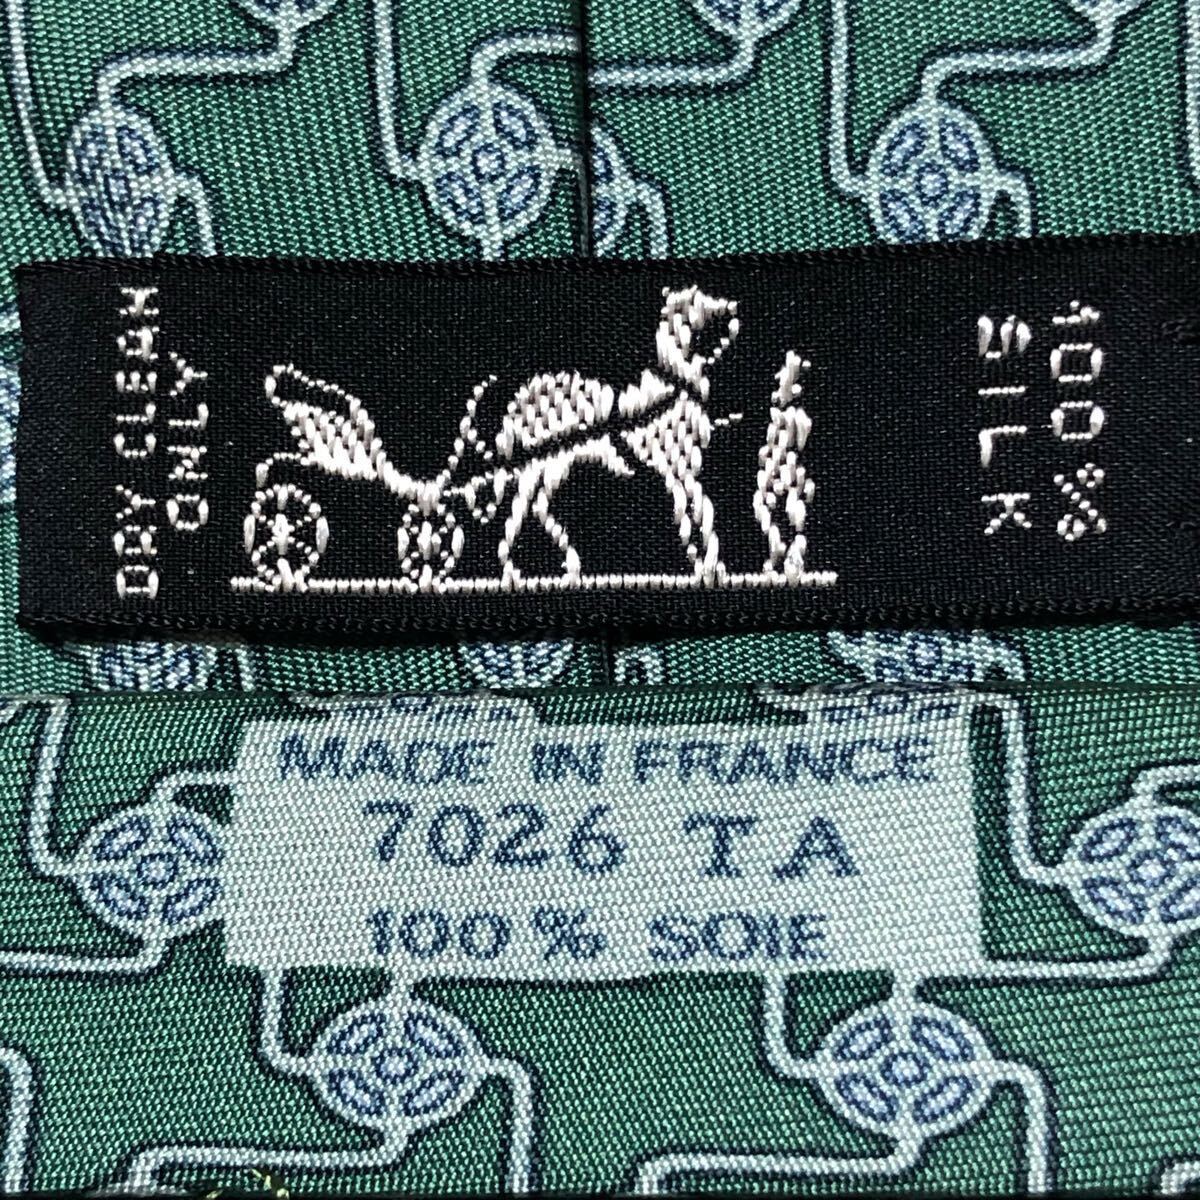 DRY CLEAN
ONLY
100%
SILK
MADE IN FRANCE
7026 TA
100% SOIE